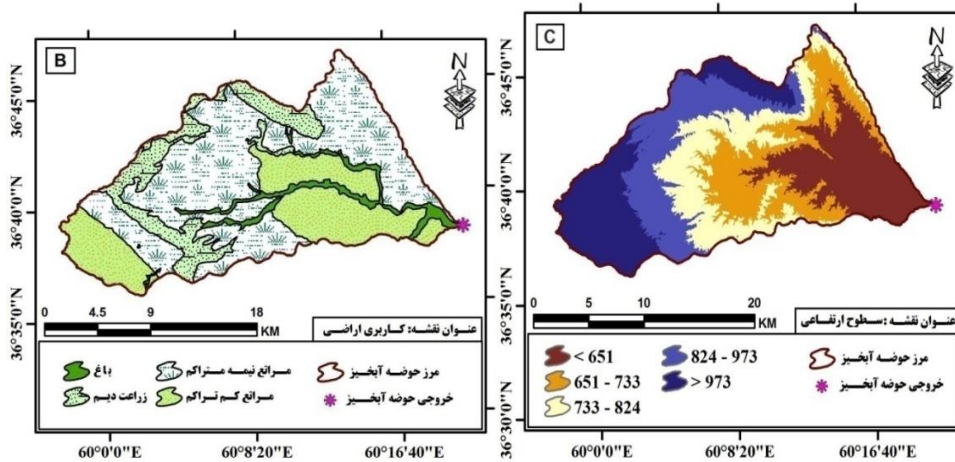 B
N
36°45'0"N
36°40'0"N
36°35'0"N
0 4.5 9 18
KM
عنوان نقشه: کاربری اراضی
باغ
مراتع نیمه متراکم
مرز حوضه آبخیز
زراعت دیم
مراتع کم تراکم
خروجی حوضه آبخیز
60°0'0"E 60°8'20"E 60°16'40"E
C
N
36°45'0"N
36°40'0"N
36°35'0"N
36°30'0"N
0 5 10 20
KM
عنوان نقشه: سطوح ارتفاعی
< 651
824 - 973
مرز حوضه آبخیز
651 - 733
> 973
خروجی حوضه آبخیز
733 - 824
60°0'0"E 60°8'20"E 60°16'40"E